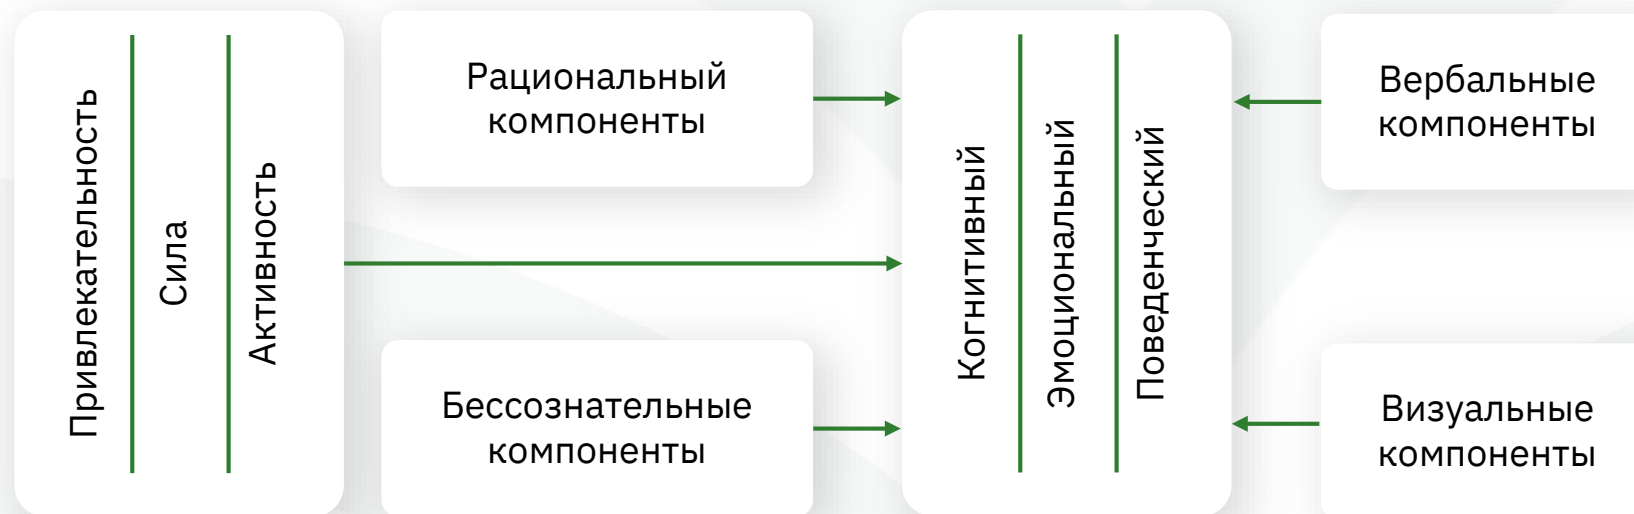 Привлекательность
Сила
Активность
Рациональный
компоненты
Бессознательные
компоненты
Когнитивный
Эмоциональный
Поведенческий
Вербальные
компоненты
Визуальные
компоненты